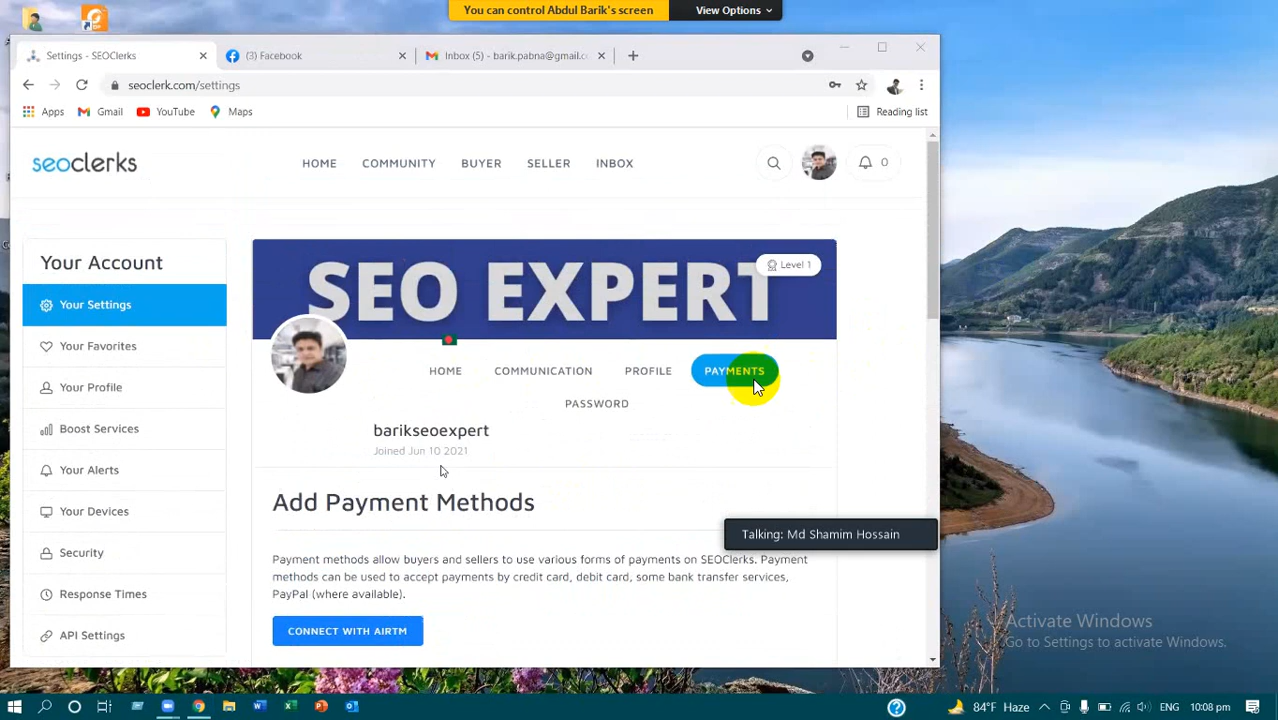 You can control Abdul Barik's screen
View Options
Settings - SEOClerks
(3) Facebook
Inbox (5) - barik.pabna@gmail.c
seoclerk.com/settings
Apps
Gmail
YouTube
Maps
Reading list
seoclerks
HOME
COMMUNITY
BUYER
SELLER
INBOX
0
Your Account
Your Settings
Your Favorites
Your Profile
Boost Services
Your Alerts
Your Devices
Security
Response Times
API Settings
SEO EXPERT
Level 1
HOME
COMMUNICATION
PROFILE
PAYMENTS
PASSWORD
barikseoexpert
Joined Jun 10 2021
Add Payment Methods
Talking: Md Shamim Hossain
Payment methods allow buyers and sellers to use various forms of payments on SEOClerks. Payment
methods can be used to accept payments by credit card, debit card, some bank transfer services,
PayPal (where available).
CONNECT WITH AIRTM
Activate Windows
Go to Settings to activate Windows.
84°F Haze
ENG
10:08 pm